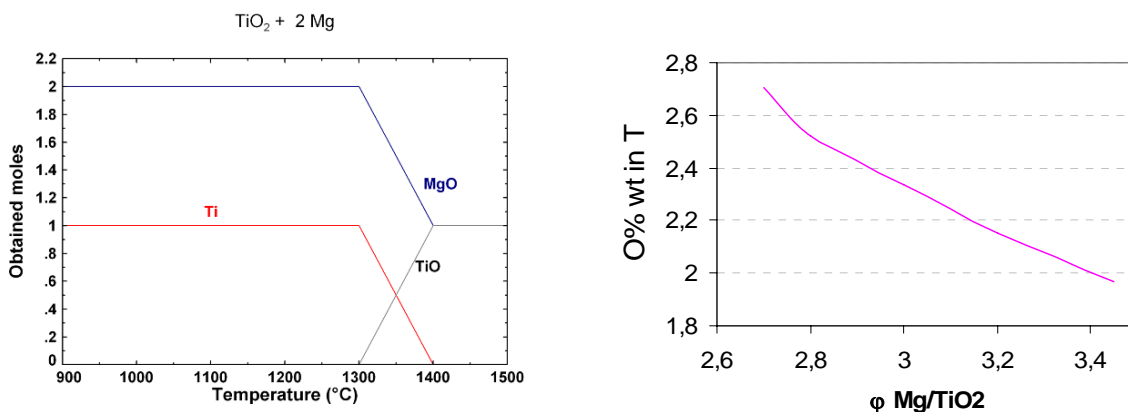 TiO₂ + 2 Mg
2.2
2
1.8
1.6
1.4
1.2
1
.8
.6
.4
.2
0
Obtained moles
MgO
Ti
TiO
900 1000 1100 1200 1300 1400 1500
Temperature (°C)
2,8
2,6
2,4
2,2
2
1,8
O% wt in T
2,6 2,8 3 3,2 3,4
φ Mg/TiO2